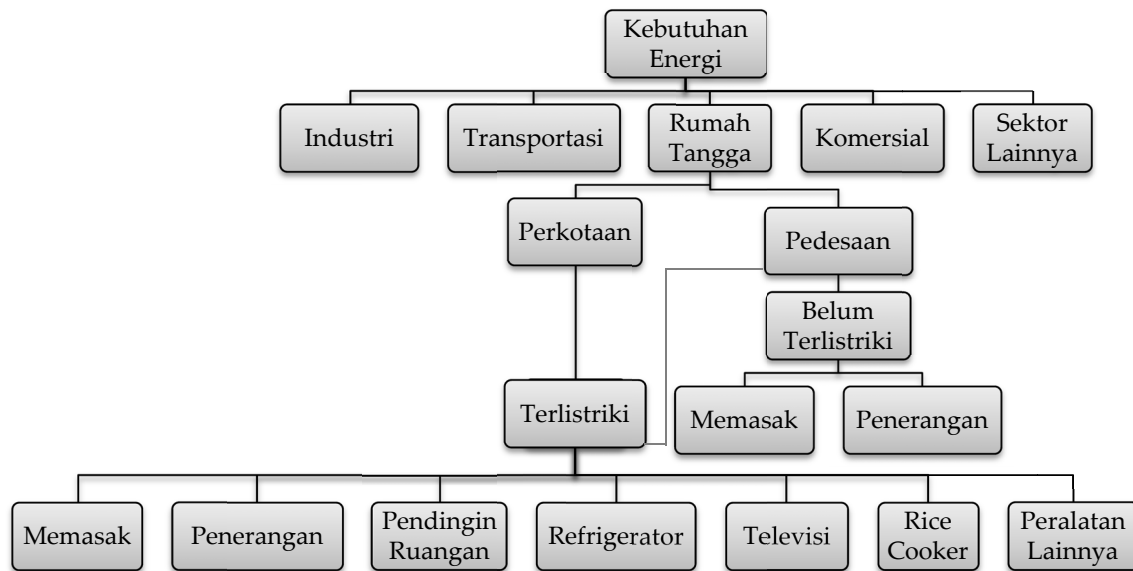 Kebutuhan
Energi
Industri
Transportasi
Rumah
Tangga
Komersial
Sektor
Lainnya
Perkotaan
Pedesaan
Belum
Terlistriki
Terlistriki
Memasak
Penerangan
Memasak
Penerangan
Pendingin
Ruangan
Refrigerator
Televisi
Rice
Cooker
Peralatan
Lainnya